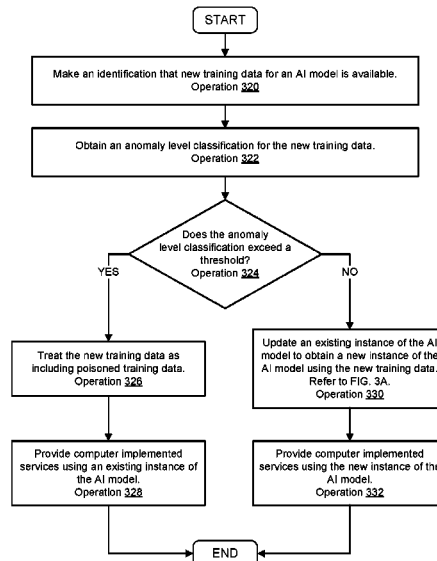 START
Make an identification that new training data for an AI model is available.
Operation 320
Obtain an anomaly level classification for the new training data.
Operation 322
Does the anomaly
level classification exceed a
threshold?
Operation 324
YES
NO
Treat the new training data as
including poisoned training data.
Operation 326
Update an existing instance of the AI
model to obtain a new instance of the
AI model using the new training data.
Refer to FIG. 3A.
Operation 330
Provide computer implemented
services using an existing instance of
the AI model.
Operation 328
Provide computer implemented
services using the new instance of the
AI model.
Operation 332
END